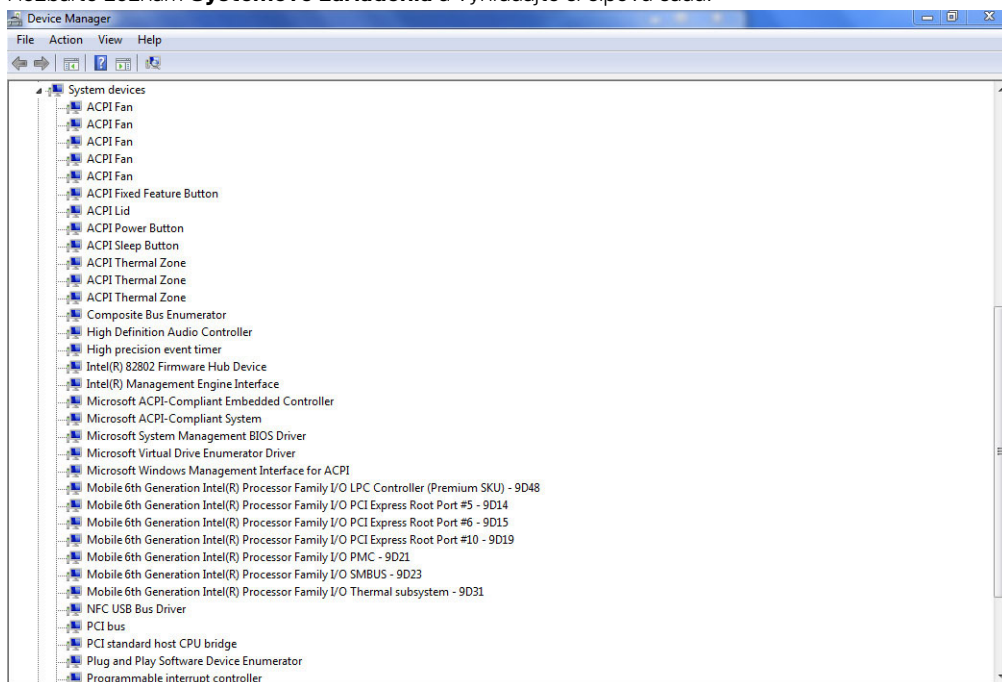 Systémové zariadenia
Device Manager
File Action View Help
System devices
ACPI Fan
ACPI Fan
ACPI Fan
ACPI Fan
ACPI Fan
ACPI Fixed Feature Button
ACPI Lid
ACPI Power Button
ACPI Sleep Button
ACPI Thermal Zone
ACPI Thermal Zone
ACPI Thermal Zone
Composite Bus Enumerator
High Definition Audio Controller
High precision event timer
Intel(R) 82802 Firmware Hub Device
Intel(R) Management Engine Interface
Microsoft ACPI-Compliant Embedded Controller
Microsoft ACPI-Compliant System
Microsoft System Management BIOS Driver
Microsoft Virtual Drive Enumerator Driver
Microsoft Windows Management Interface for ACPI
Mobile 6th Generation Intel(R) Processor Family I/O LPC Controller (Premium SKU) - 9D48
Mobile 6th Generation Intel(R) Processor Family I/O PCI Express Root Port #5 - 9D14
Mobile 6th Generation Intel(R) Processor Family I/O PCI Express Root Port #6 - 9D15
Mobile 6th Generation Intel(R) Processor Family I/O PCI Express Root Port #10 - 9D19
Mobile 6th Generation Intel(R) Processor Family I/O PMC - 9D21
Mobile 6th Generation Intel(R) Processor Family I/O SMBUS - 9D23
Mobile 6th Generation Intel(R) Processor Family I/O Thermal subsystem - 9D31
NFC USB Bus Driver
PCI bus
PCI standard host CPU bridge
Plug and Play Software Device Enumerator
Programmable interrupt controller